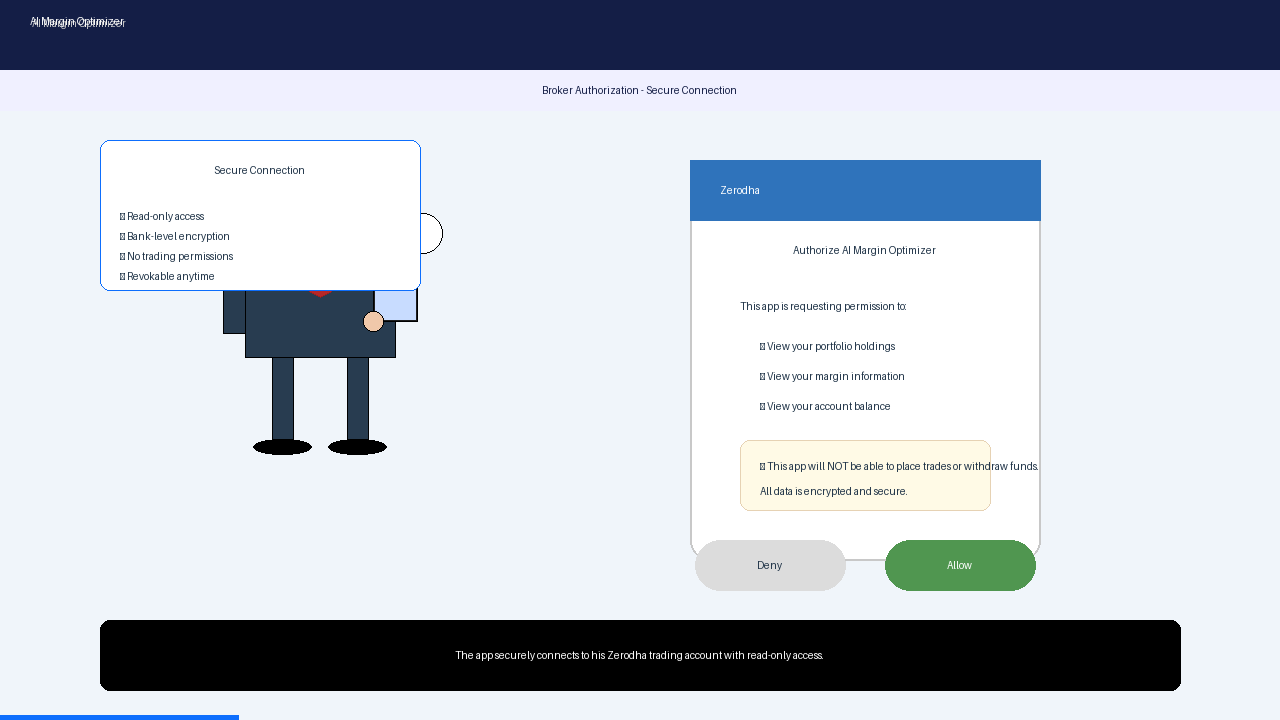 AI Margin Optimizer
Broker Authorization - Secure Connection
Secure Connection
Read-only access
Bank-level encryption
No trading permissions
Revokable anytime
Zerodha
Authorize AI Margin Optimizer
This app is requesting permission to:
View your portfolio holdings
View your margin information
View your account balance
This app will NOT be able to place trades or withdraw funds.
All data is encrypted and secure.
Deny
Allow
The app securely connects to his Zerodha trading account with read-only access.